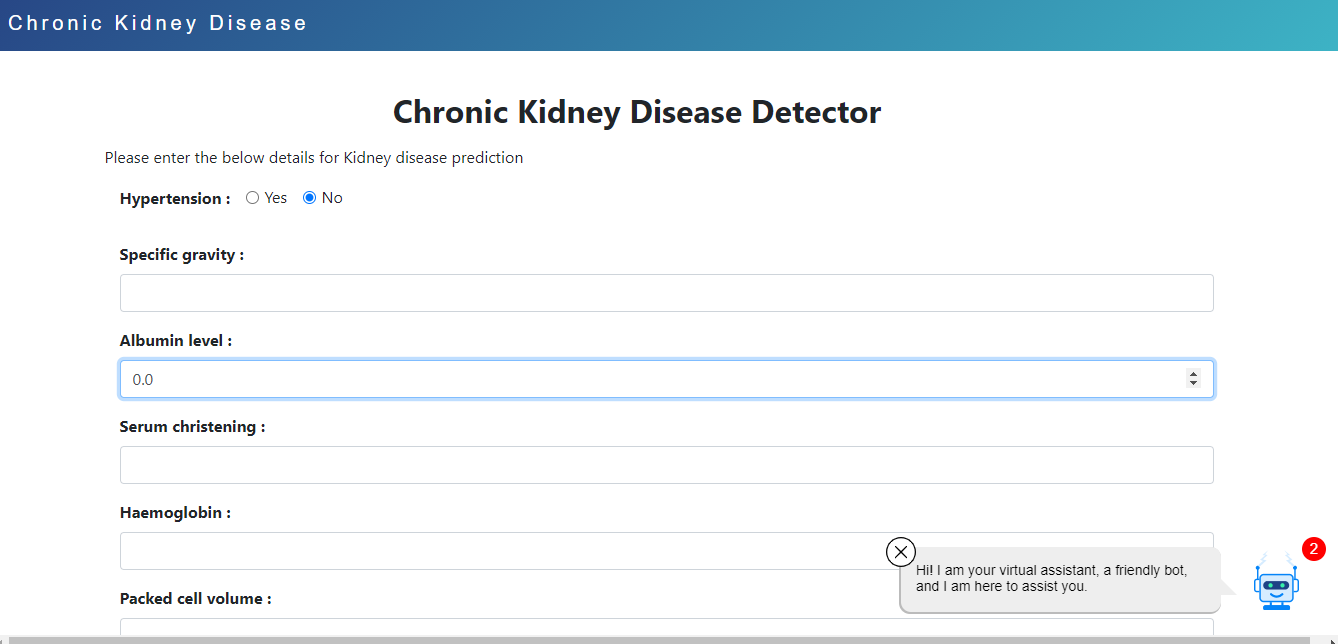 Chronic Kidney Disease
Chronic Kidney Disease Detector
Please enter the below details for Kidney disease prediction
Hypertension : Yes No
Specific gravity :
Albumin level :
0.0
Serum christening :
Haemoglobin :
2
Hi! I am your virtual assistant, a friendly bot,
and I am here to assist you.
Packed cell volume :